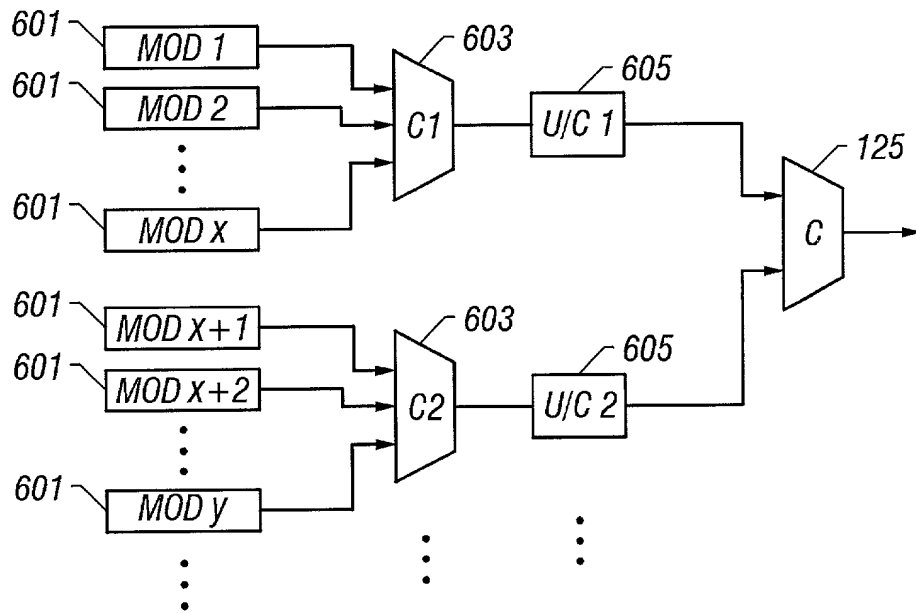 601
MOD 1
601
MOD 2
601
MOD x
603
C1
605
U/C 1
125
C
601
MOD x+1
601
MOD x+2
601
MOD y
603
C2
605
U/C 2